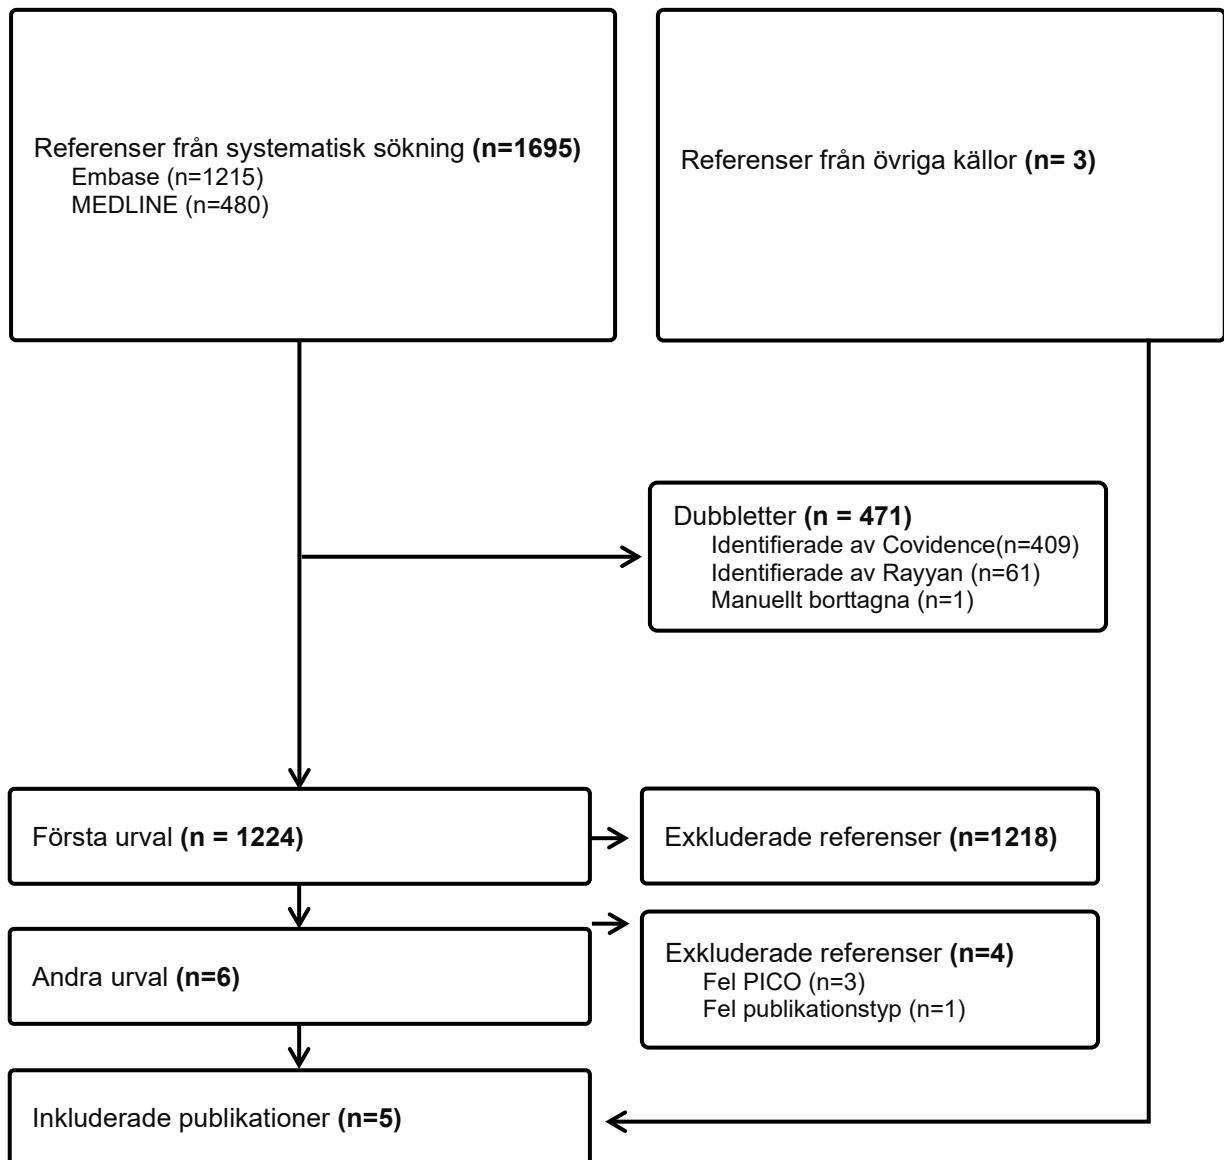 Referenser från systematisk sökning (n=1695)
Embase (n=1215)
MEDLINE (n=480)
Referenser från övriga källor (n= 3)
Dubbletter (n = 471)
Identifierade av Covidence(n=409)
Identifierade av Rayyan (n=61)
Manuellt borttagna (n=1)
Första urval (n = 1224)
Exkluderade referenser (n=1218)
Andra urval (n=6)
Exkluderade referenser (n=4)
Fel PICO (n=3)
Fel publikationstyp (n=1)
Inkluderade publikationer (n=5)